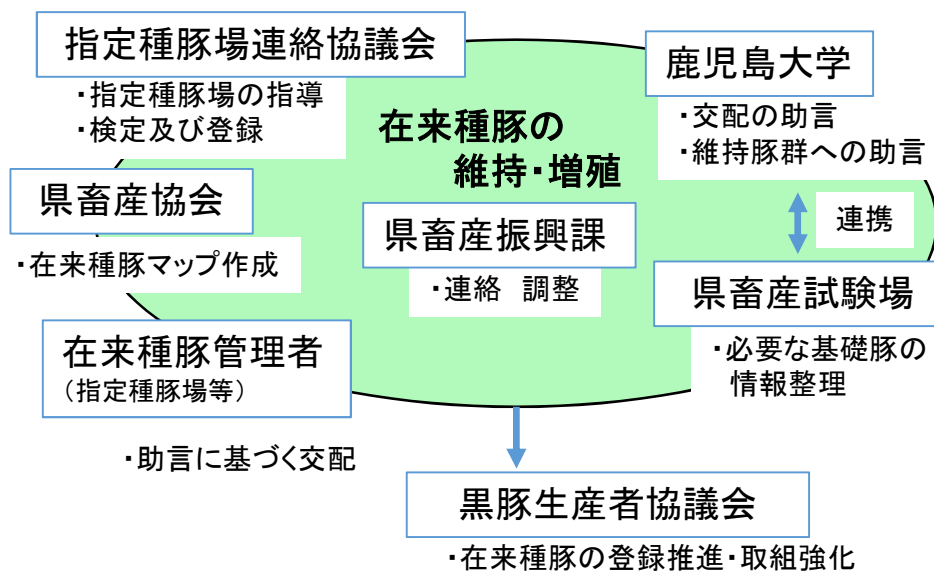 指定種豚場連絡協議会
・指定種豚場の指導
・検定及び登録
鹿児島大学
・交配の助言
・維持豚群への助言
在来種豚の
維持・増殖
県畜産協会
・在来種豚マップ作成
県畜産振興課
・連絡 調整
連携
県畜産試験場
・必要な基礎豚の
情報整理
在来種豚管理者
(指定種豚場等)
・助言に基づく交配
黒豚生産者協議会
・在来種豚の登録推進・取組強化